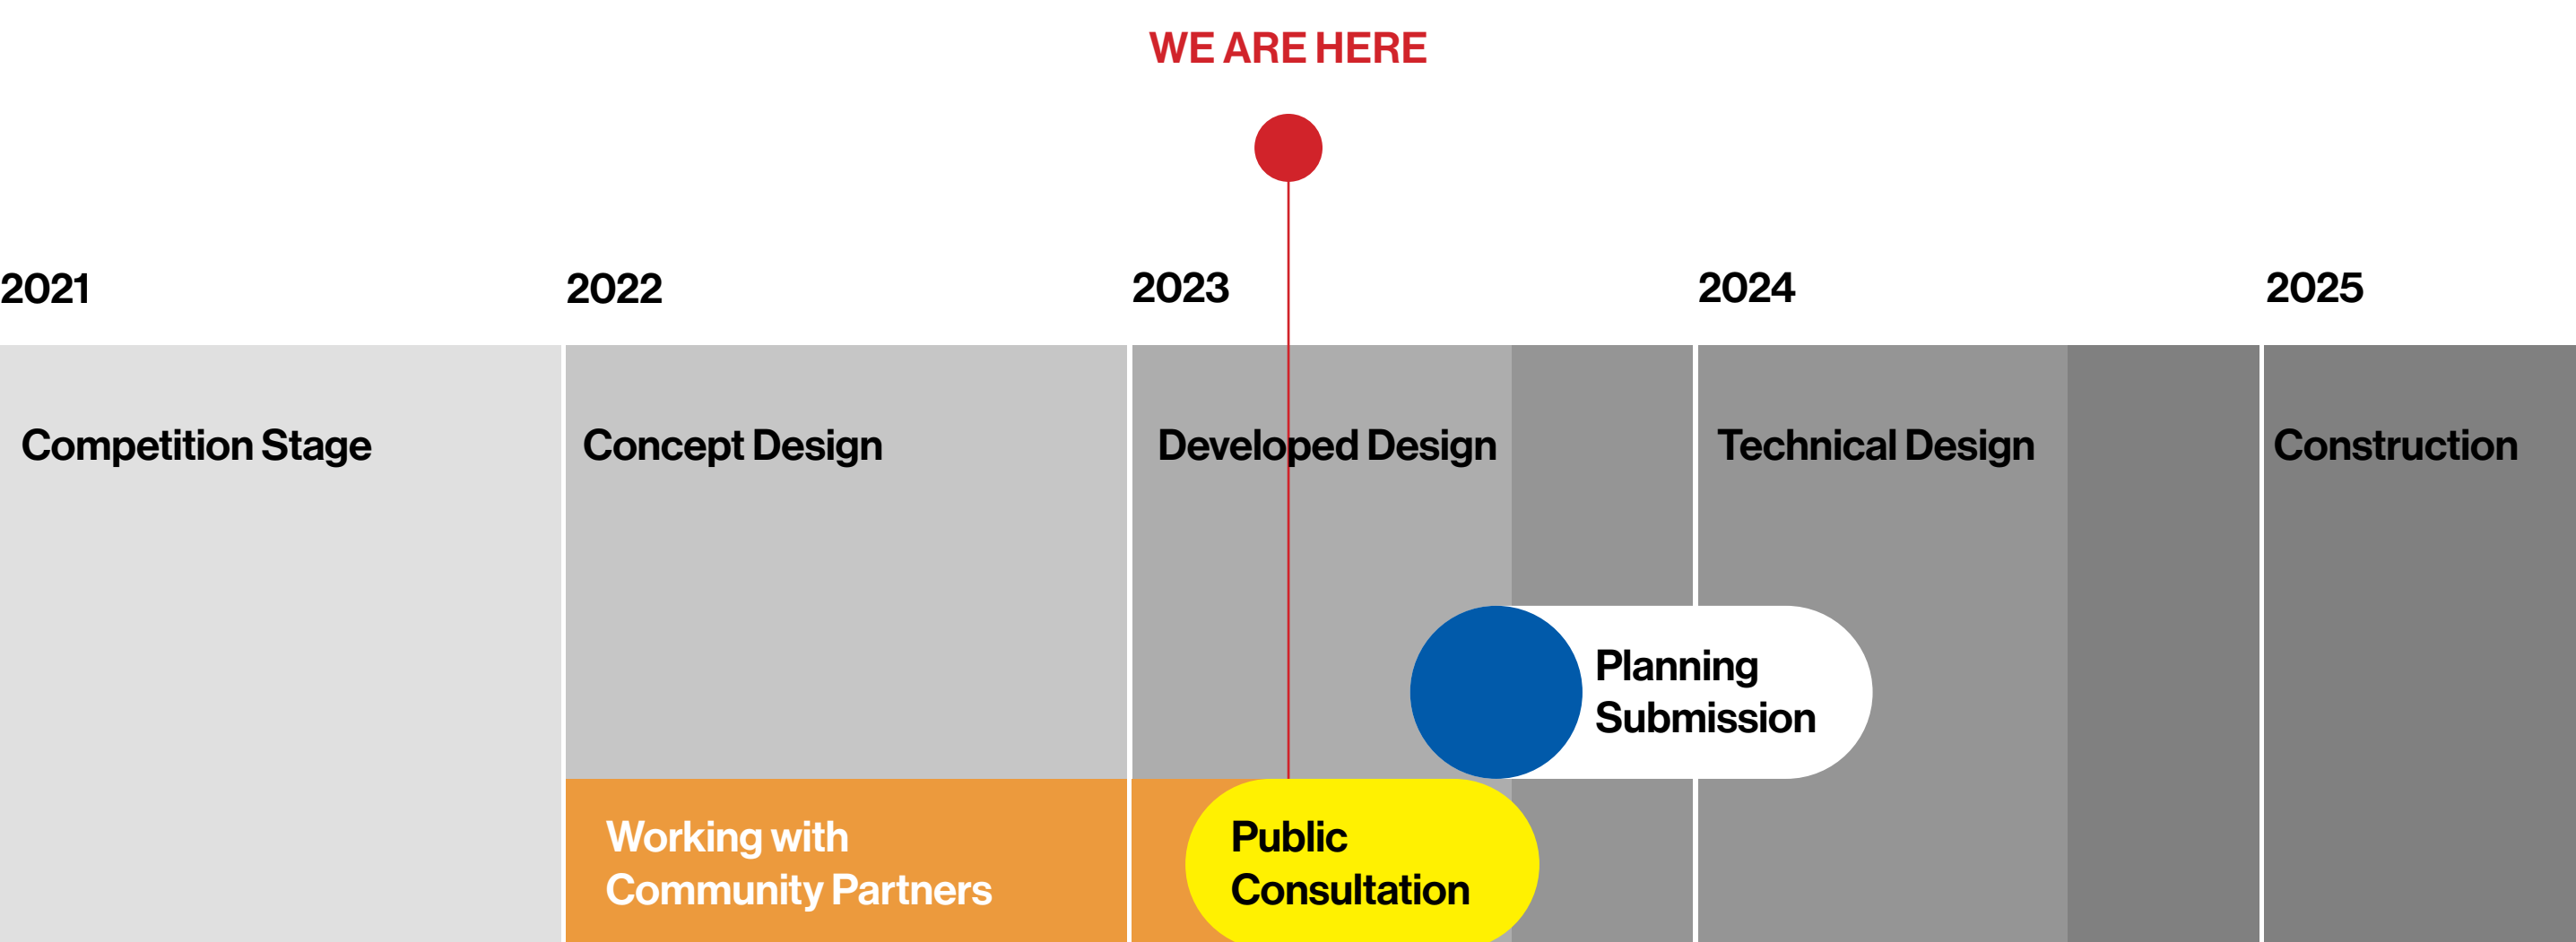 WE ARE HERE
2021
2022
2023
2024
2025
Competition Stage
Concept Design
Developed Design
Technical Design
Construction
Planning
Submission
Working with
Community Partners
Public
Consultation